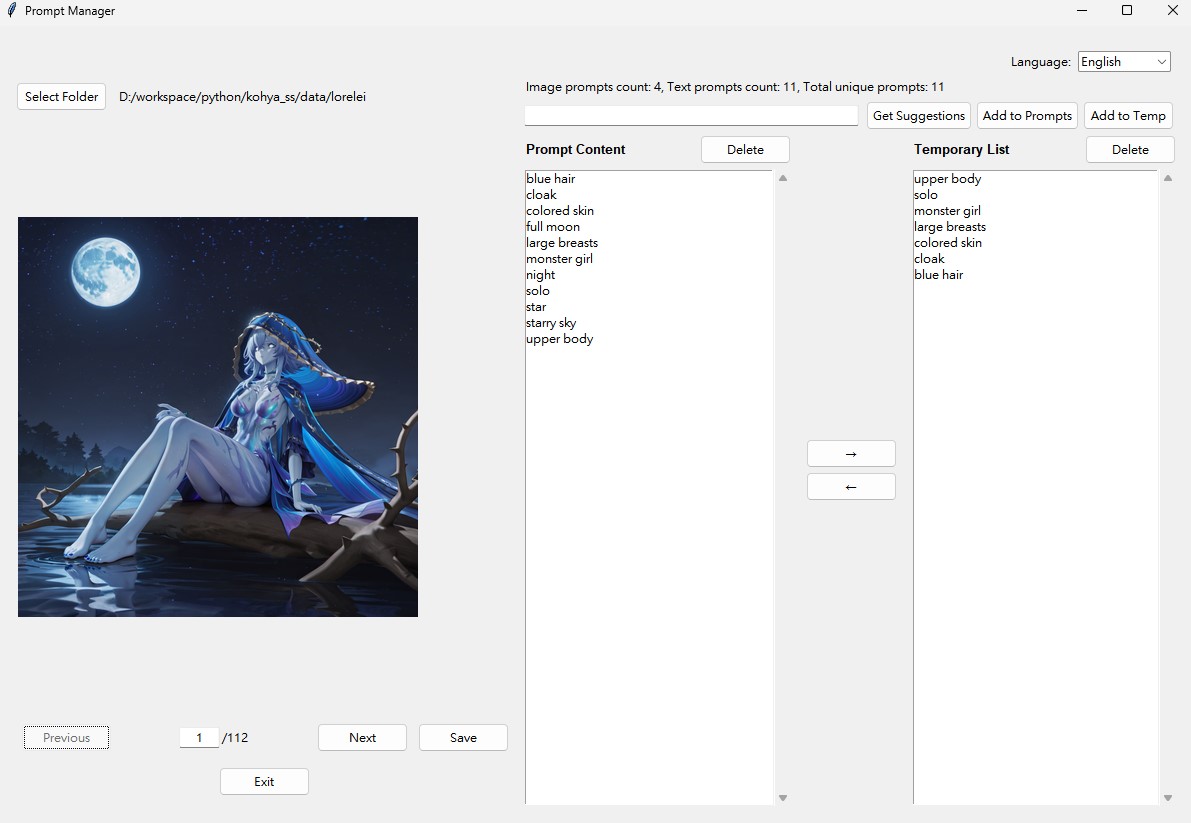 Prompt Manager
Language: English
Select Folder D:/workspace/python/kohya_ss/data/lorelei
Image prompts count: 4, Text prompts count: 11, Total unique prompts: 11
Get Suggestions Add to Prompts Add to Temp
Prompt Content Delete
blue hair
cloak
colored skin
full moon
large breasts
monster girl
night
solo
star
starry sky
upper body
→
←
Temporary List Delete
upper body
solo
monster girl
large breasts
colored skin
cloak
blue hair
Previous 1 /112 Next Save
Exit